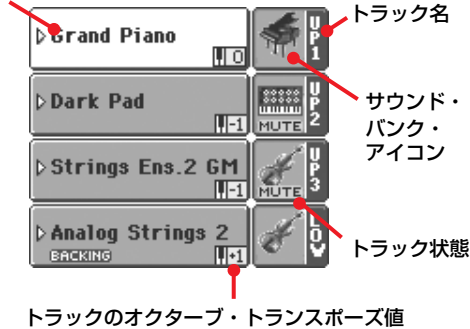 トラック名
▷Grand Piano
0
UP1
▷Dark Pad
-1
MUTE
UP2
サウンド・
バンク・
アイコン
▷Strings Ens.2 GM
-1
MUTE
UP3
▷Analog Strings 2
BACKING
+1
LOW
トラック状態
トラックのオクターブ・トランスポーズ値